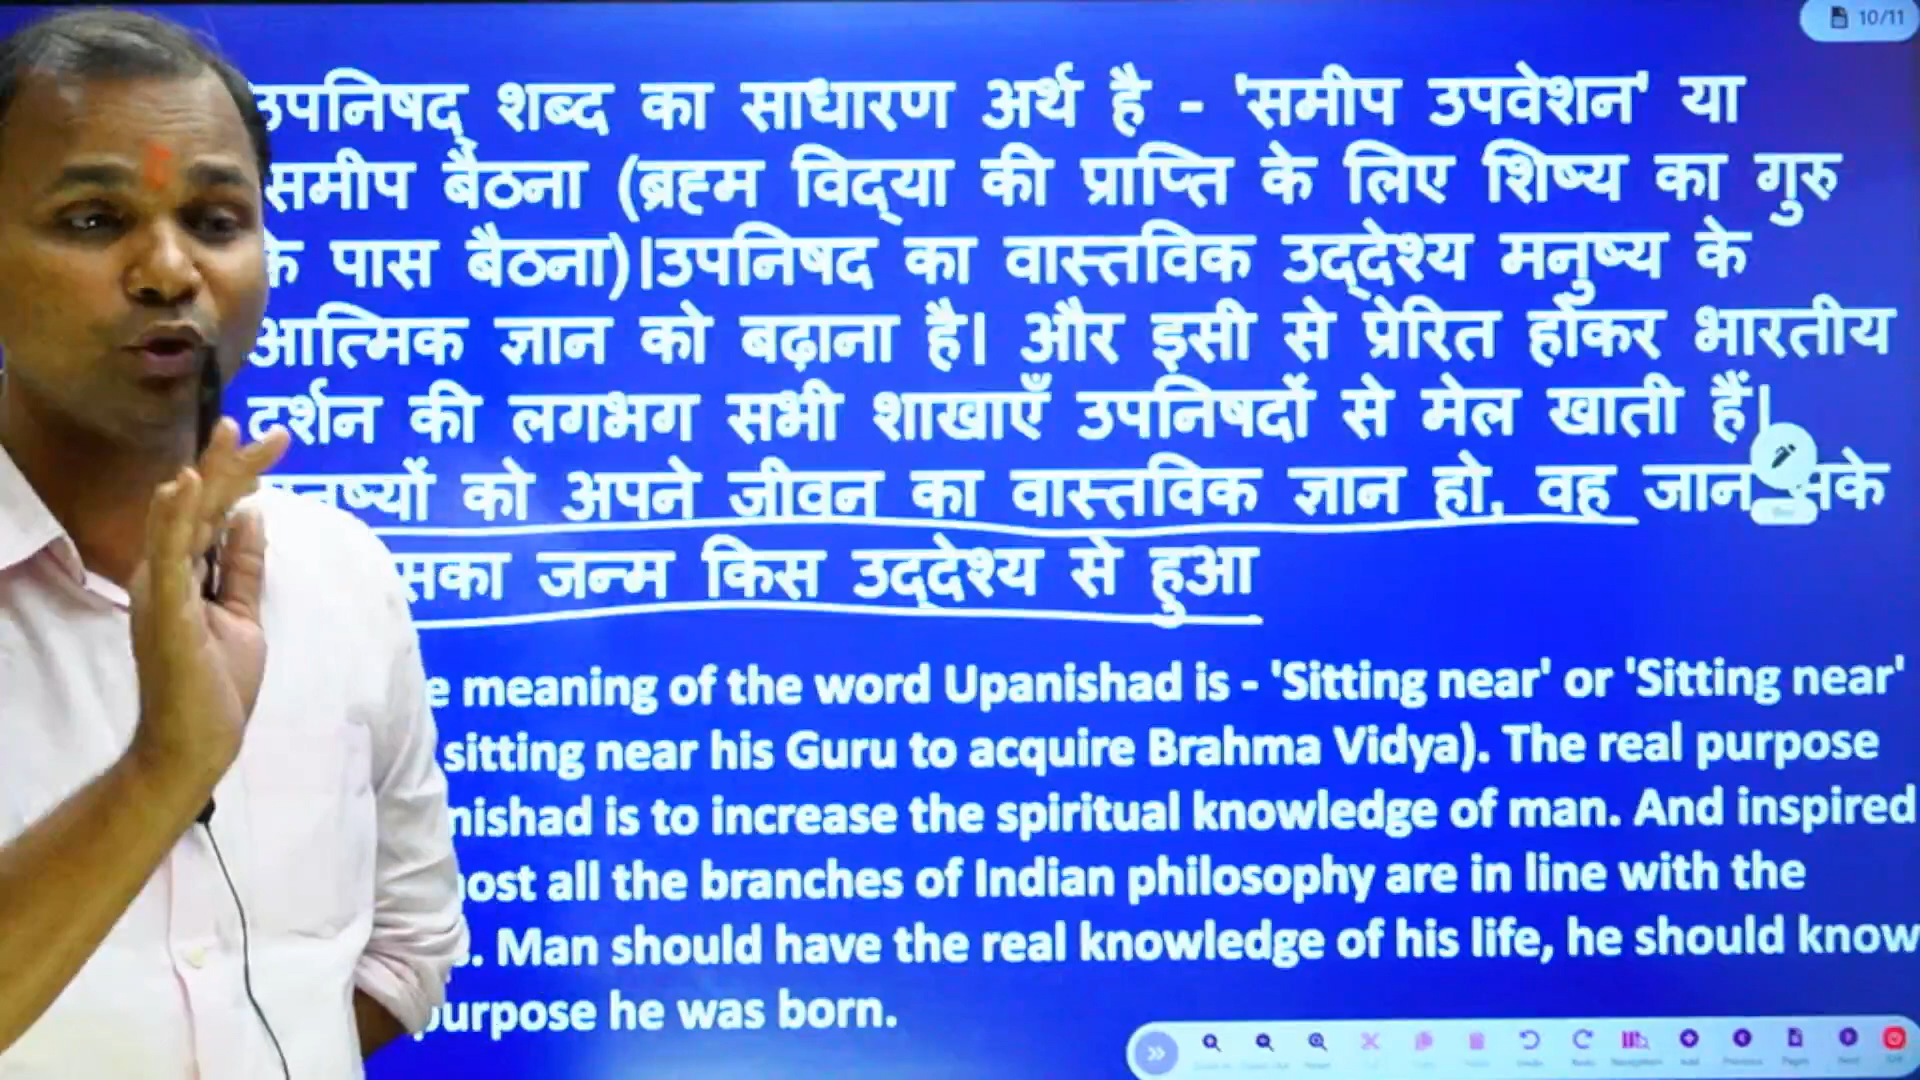 10/11
उपनिषद् शब्द का साधारण अर्थ है - 'समीप उपवेशन' या
समीप बैठना (ब्रह्म विद्या की प्राप्ति के लिए शिष्य का गुरु
के पास बैठना)।उपनिषद का वास्तविक उद्देश्य मनुष्य के
आत्मिक ज्ञान को बढ़ाना है। और इसी से प्रेरित होकर भारतीय
दर्शन की लगभग सभी शाखाएँ उपनिषदों से मेल खाती हैं।
को अपने जीवन का वास्तविक ज्ञान हो, वह जान सके
जन्म किस उद्देश्य से हुआ
meaning of the word Upanishad is - 'Sitting near' or 'Sitting near'
sitting near his Guru to acquire Brahma Vidya). The real purpose
is to increase the spiritual knowledge of man. And inspired
all the branches of Indian philosophy are in line with the
Man should have the real knowledge of his life, he should know
purpose he was born.